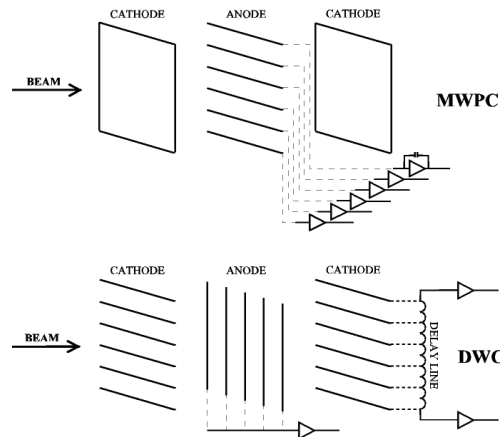 CATHODE ANODE CATHODE
BEAM
MWPC
CATHODE ANODE CATHODE
BEAM
DELAY LINE
DWC